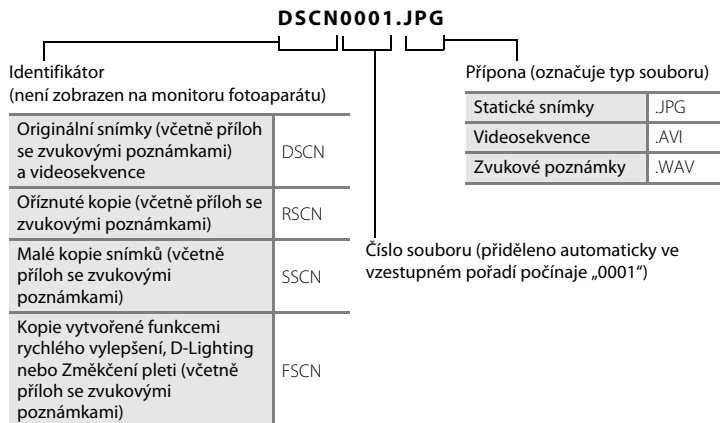 DSCN0001.JPG
Identifikátor
(není zobrazen na monitoru fotoaparátu)
Originální snímky (včetně příloh
se zvukovými poznámkami)
a videosekvence
DSCN
Oříznuté kopie (včetně příloh se
zvukovými poznámkami)
RSCN
Malé kopie snímků (včetně
příloh se zvukovými
poznámkami)
SSCN
Kopie vytvořené funkcemi
rychlého vylepšení, D-Lighting
nebo Změkčení pleti (včetně
příloh se zvukovými
poznámkami)
FSCN
Přípona (označuje typ souboru)
Statické snímky .JPG
Videosekvence .AVI
Zvukové poznámky .WAV
Číslo souboru (přiděleno automaticky ve
vzestupném pořadí počínaje „0001“)